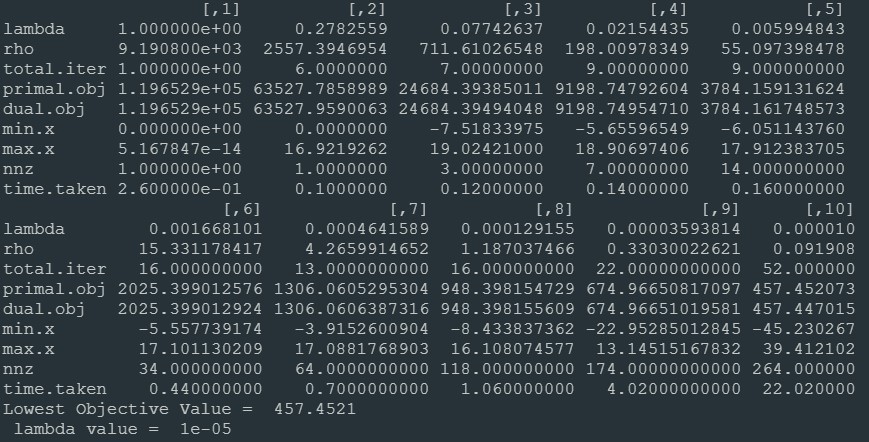 [,1] [,2] [,3] [,4] [,5]
lambda 1.000000e+00 0.2782559 0.07742637 0.02154435 0.005994843
rho 9.190800e+03 2557.3946954 711.61026548 198.00978349 55.097398478
total.iter 1.000000e+00 6.0000000 7.00000000 9.00000000 9.000000000
primal.obj 1.196529e+05 63527.7858989 24684.39385011 9198.74792604 3784.159131624
dual.obj 1.196529e+05 63527.9590063 24684.39494048 9198.74954710 3784.161748573
min.x 0.000000e+00 0.0000000 -7.51833975 -5.65596549 -6.051143760
max.x 5.167847e-14 16.9219262 19.02421000 18.90697406 17.912383705
nnz 1.000000e+00 1.0000000 3.00000000 7.00000000 14.000000000
time.taken 2.600000e-01 0.1000000 0.12000000 0.14000000 0.160000000
[,6] [,7] [,8] [,9] [,10]
lambda 0.001668101 0.0004641589 0.000129155 0.00003593814 0.000010
rho 15.331178417 4.2659914652 1.187037466 0.33030022621 0.091908
total.iter 16.000000000 13.0000000000 16.000000000 22.00000000000 52.000000
primal.obj 2025.399012576 1306.0605295304 948.398154729 674.96650817097 457.452073
dual.obj 2025.399012924 1306.0606387316 948.398155609 674.96651019581 457.447015
min.x -5.557739174 -3.9152600904 -8.433837362 -22.95285012845 -45.230267
max.x 17.101130209 17.0881768903 16.108074577 13.14515167832 39.412102
nnz 34.000000000 64.0000000000 118.000000000 174.00000000000 264.000000
time.taken 0.440000000 0.7000000000 1.060000000 4.02000000000 22.020000
Lowest Objective Value =  457.4521
lambda value =  1e-05